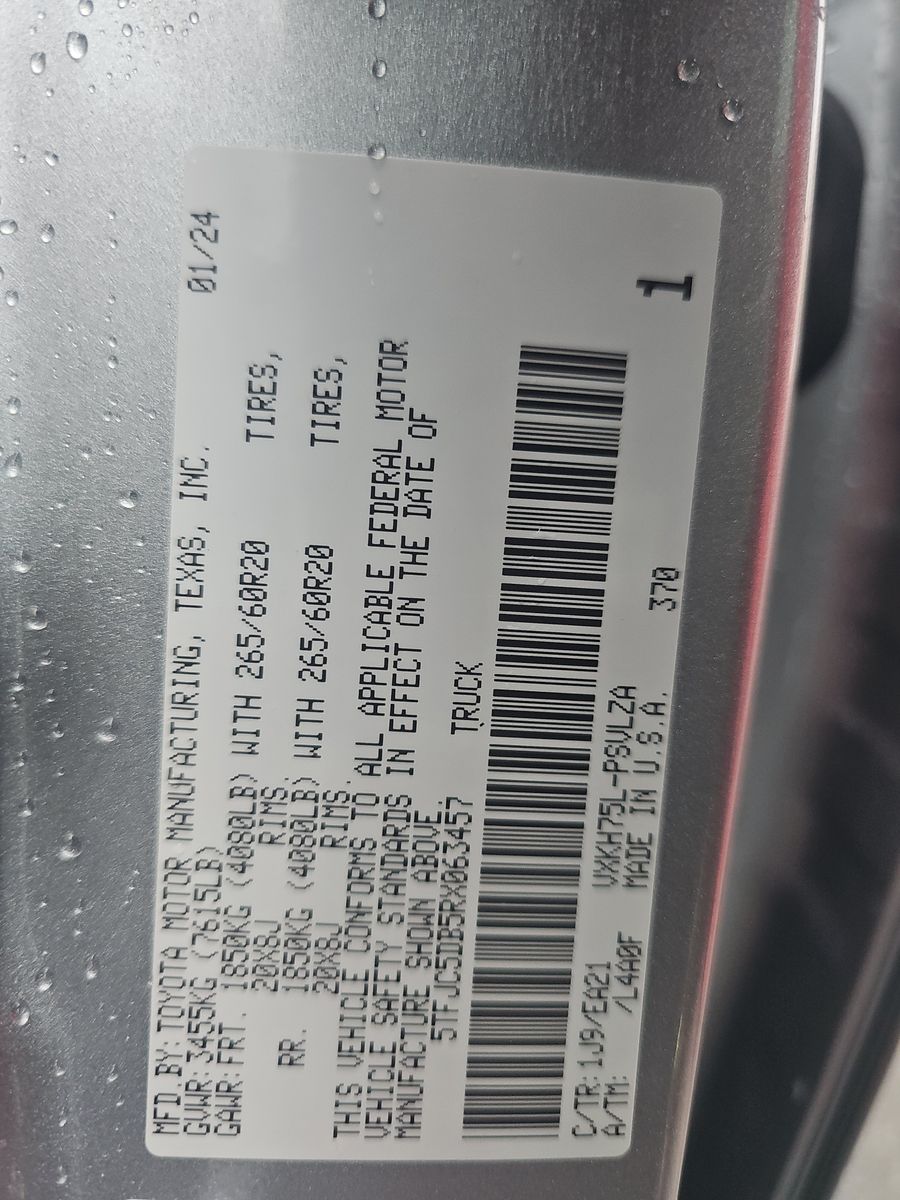 MFD.BY:TOYOTA MOTOR MANUFACTURING, TEXAS, INC. 01/24
GVWR: 3455KG (7615LB)
GAWR: FRT. 1850KG (4080LB) WITH 265/60R20 TIRES,
20X8J RIMS,
RR. 1850KG (4080LB) WITH 265/60R20 TIRES,
20X8J RIMS.
THIS VEHICLE CONFORMS TO ALL APPLICABLE FEDERAL MOTOR
VEHICLE SAFETY STANDARDS IN EFFECT ON THE DATE OF
MANUFACTURE SHOWN ABOVE.
5TFJC5DB5RX063457 TRUCK
C/TR: 1J9/EA21 VXKH75L-PSVLZA
A/TM: /L4A0F MADE IN U.S.A. 370 1